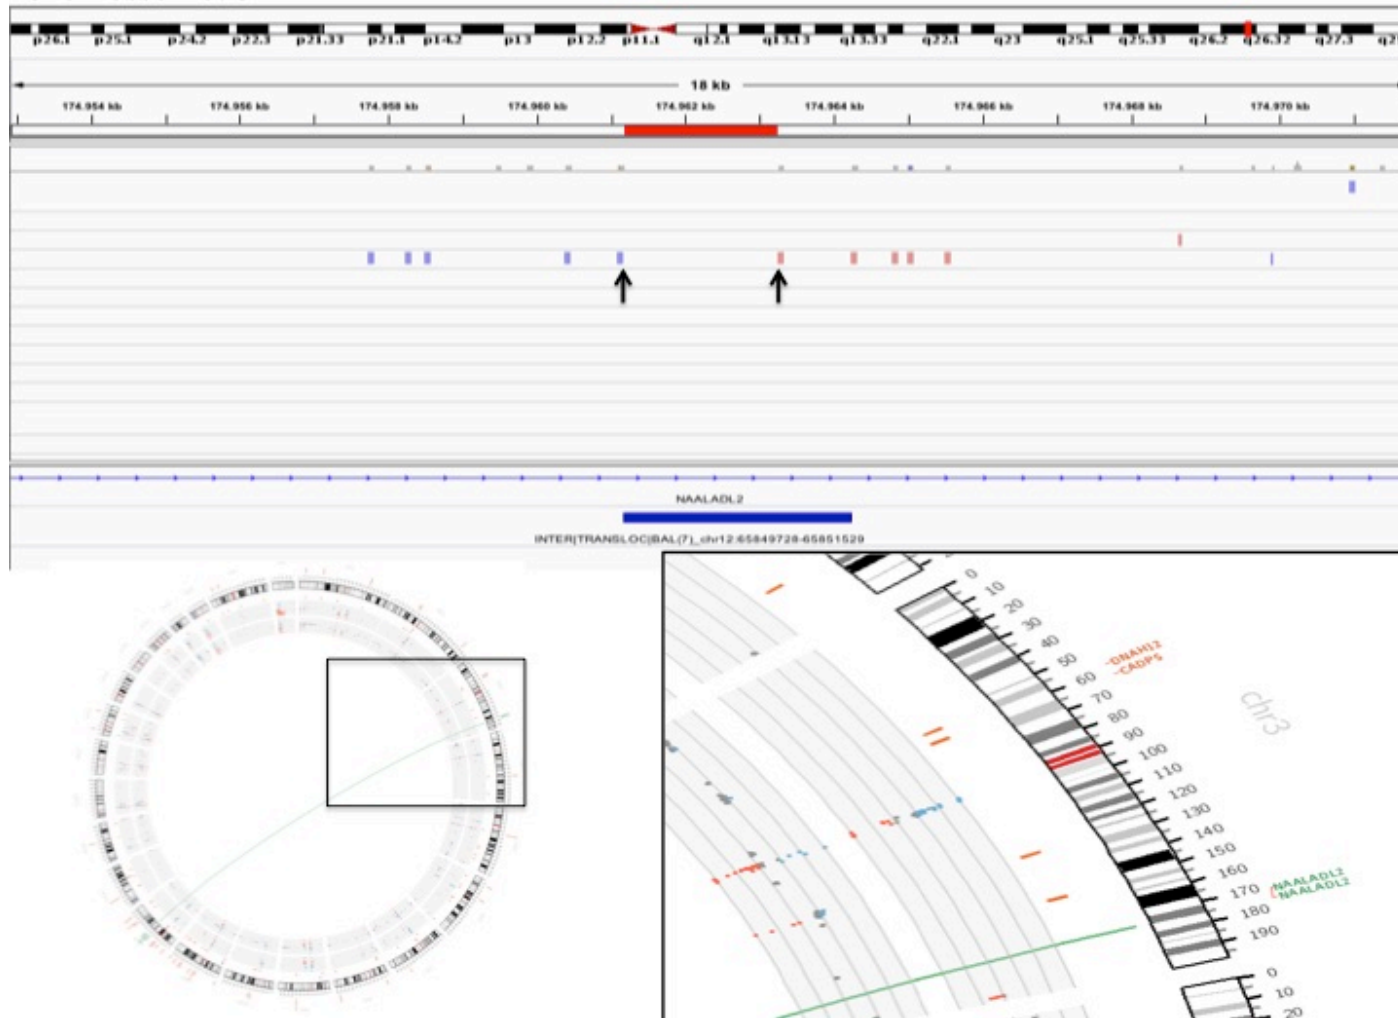 p26.1 p25.1 p24.2 p22.3 p21.33 p21.1 p14.2 p13 p12.2 p11.1 q12.1 q13.13 q13.33 q22.1 q23 q25.1 q25.33 q26.2 q26.32 q27.3
18 kb
174.954 kb 174.956 kb 174.958 kb 174.960 kb 174.962 kb 174.964 kb 174.966 kb 174.968 kb 174.970 kb
NAALADL2
INTER|TRANSLOC|BAL(7)_chr12:65849728-65851529
0
10
20
30
40
50
60
70
80
90
100
110
120
130
140
150
160
170
180
190
DNAH12
CADPS
chr3
NAALADL2
NAALADL2
0
10
20